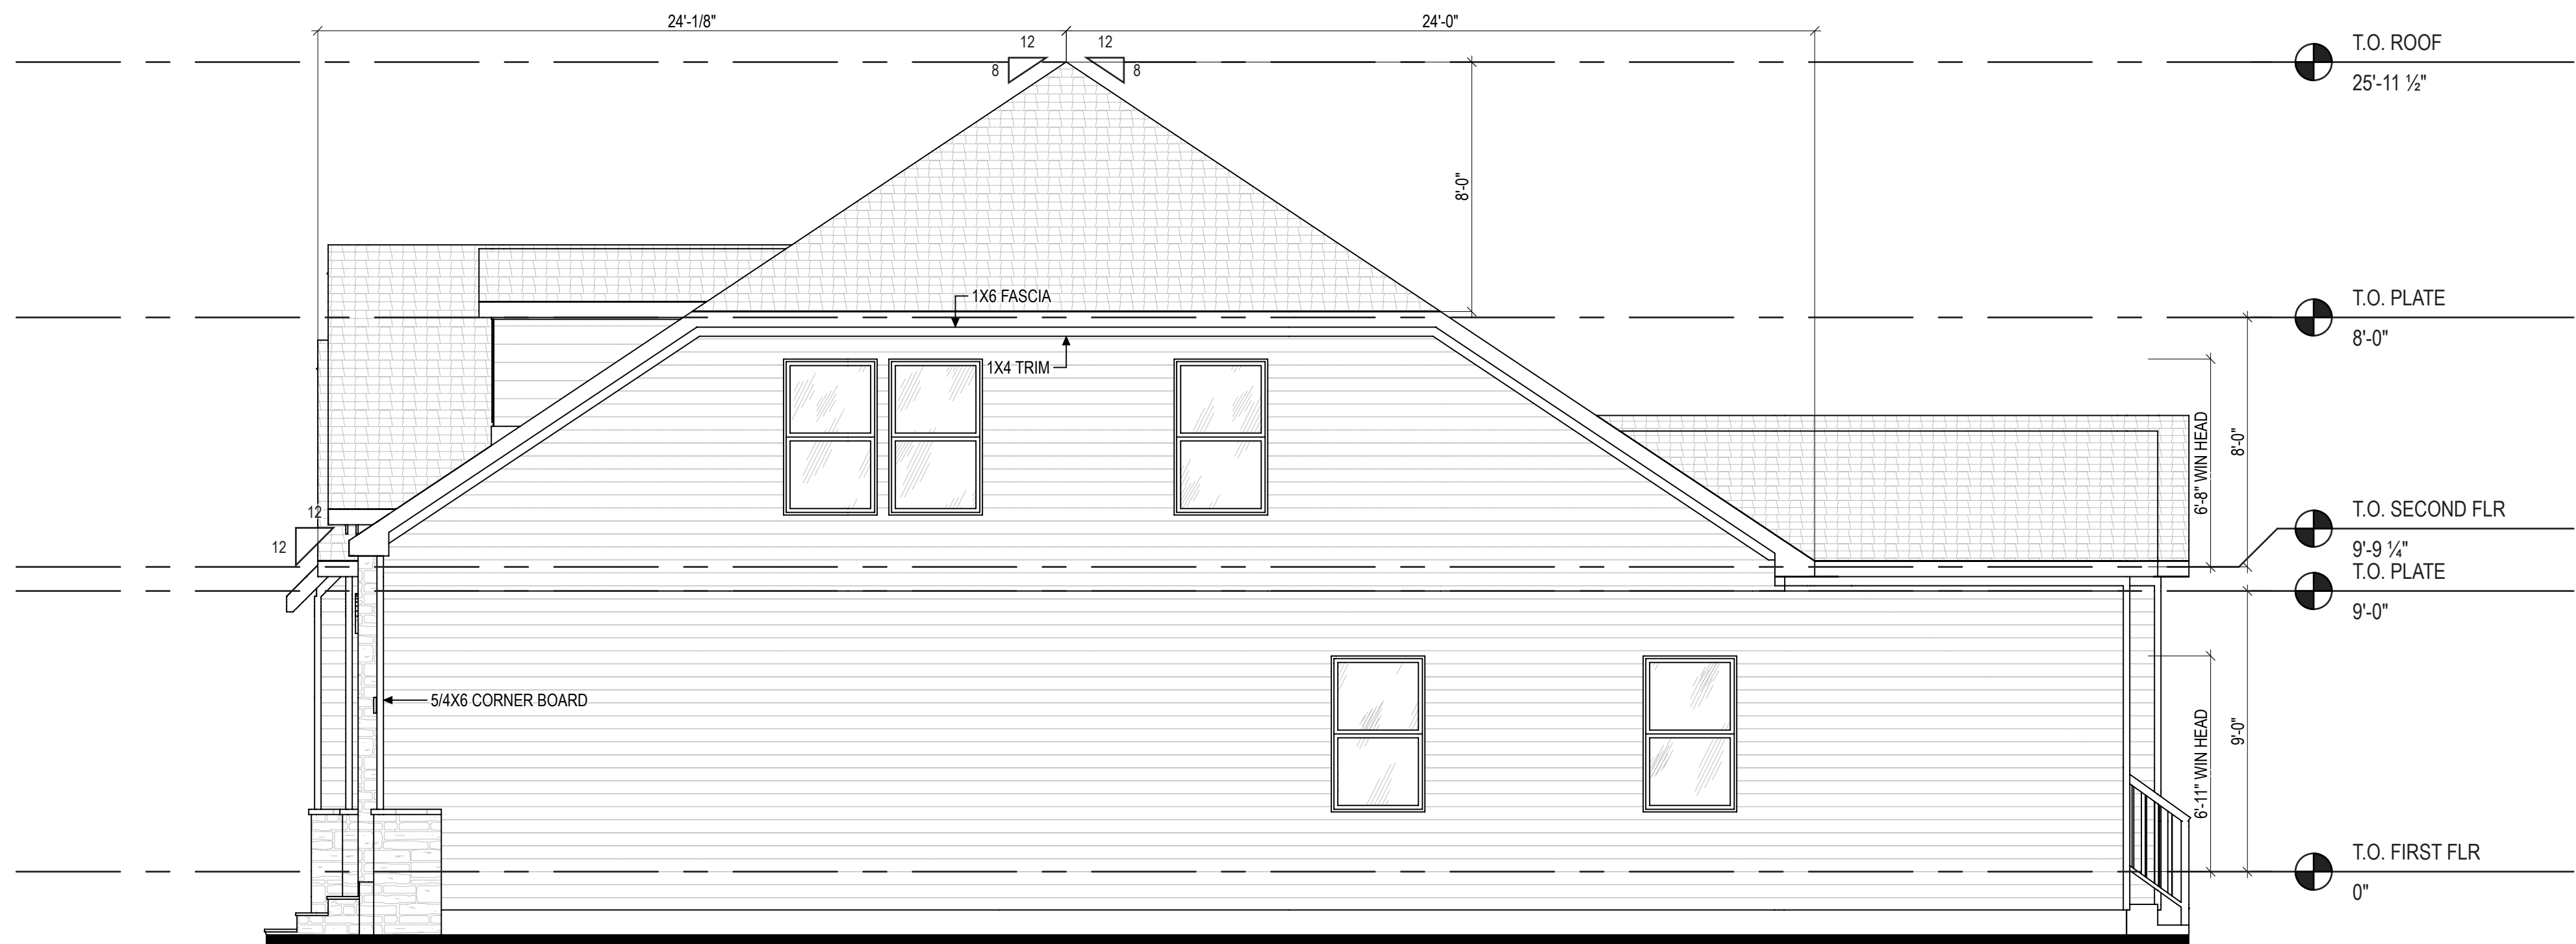 24'-1/8"
24'-0"
12
12
8
8
T.O. ROOF
25'-11 ½"
8'-0"
1X6 FASCIA
T.O. PLATE
8'-0"
1X4 TRIM
6'-8" WIN HEAD
8'-0"
12
12
T.O. SECOND FLR
9'-9 ¼"
T.O. PLATE
9'-0"
5/4X6 CORNER BOARD
6'-11" WIN HEAD
9'-0"
T.O. FIRST FLR
0"